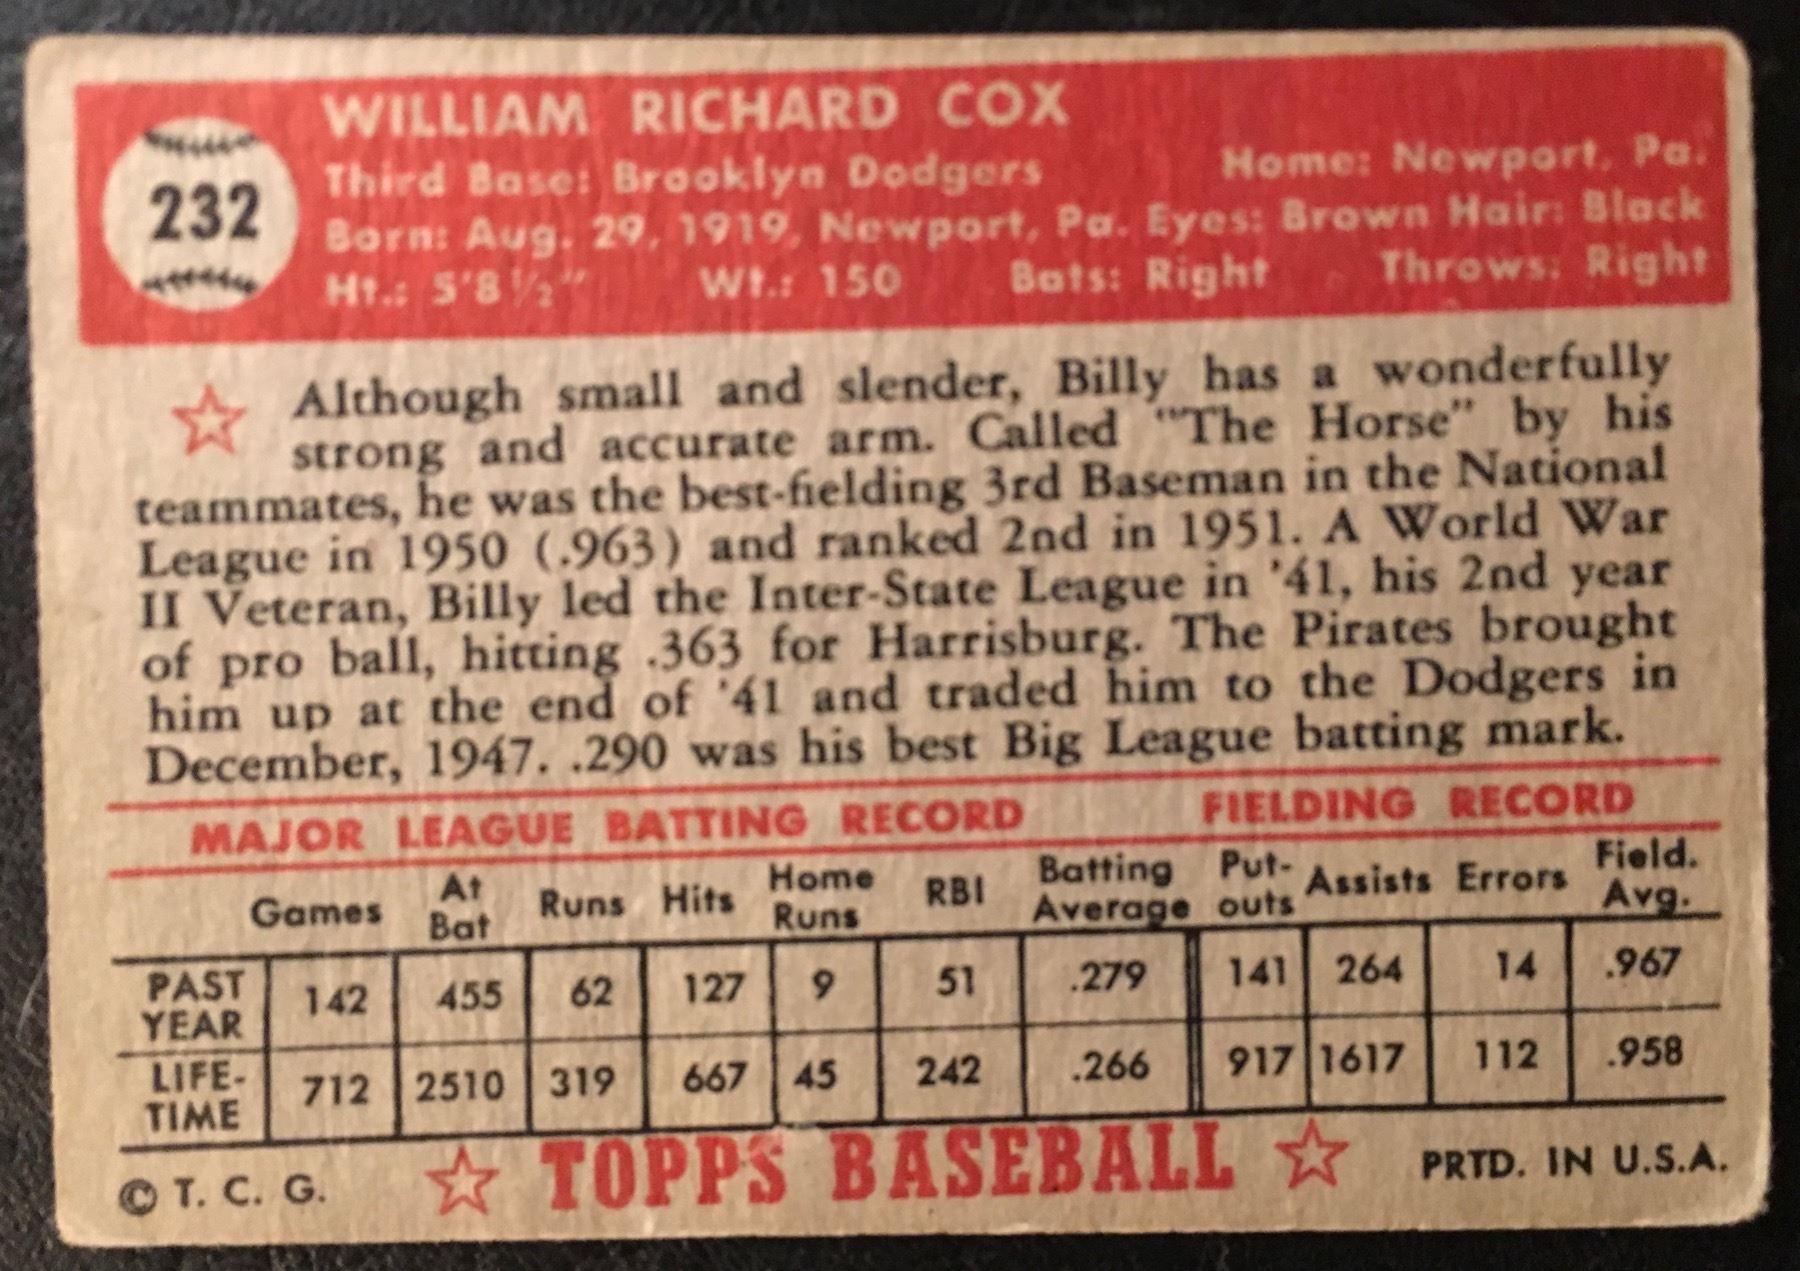 232
WILLIAM RICHARD COX
Third Base: Brooklyn Dodgers Home: Newport, Pa.
Born: Aug. 29, 1919, Newport, Pa. Eyes: Brown Hair: Black
Ht.: 5'8½" Wt.: 150 Bats: Right Throws: Right
Although small and slender, Billy has a wonderfully
strong and accurate arm. Called "The Horse" by his
teammates, he was the best-fielding 3rd Baseman in the National
League in 1950 (.963) and ranked 2nd in 1951. A World War
II Veteran, Billy led the Inter-State League in '41, his 2nd year
of pro ball, hitting .363 for Harrisburg. The Pirates brought
him up at the end of '41 and traded him to the Dodgers in
December, 1947. .290 was his best Big League batting mark.
MAJOR LEAGUE BATTING RECORD FIELDING RECORD
Games At Bat Runs Hits Home Runs RBI Batting Average Put-outs Assists Errors Field. Avg.
PAST YEAR 142 455 62 127 9 51 .279 141 264 14 .967
LIFE-TIME 712 2510 319 667 45 242 .266 917 1617 112 .958
© T. C. G. TOPPS BASEBALL PRTD. IN U.S.A.